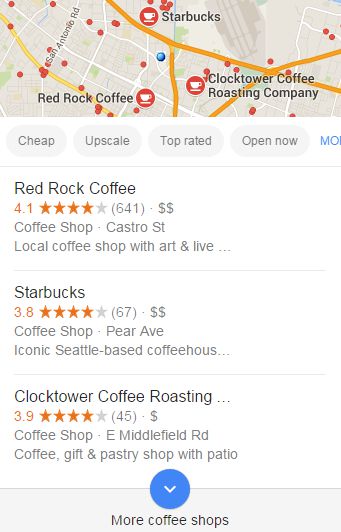 San Antonio Rd
Starbucks
Clocktower Coffee
Roasting Company
Red Rock Coffee
Cheap
Upscale
Top rated
Open now
MO
Red Rock Coffee
4.1 (641) · $$
Coffee Shop · Castro St
Local coffee shop with art & live …
Starbucks
3.8 (67) · $$
Coffee Shop · Pear Ave
Iconic Seattle-based coffeehous…
Clocktower Coffee Roasting …
3.9 (45) · $
Coffee Shop · E Middlefield Rd
Coffee, gift & pastry shop with patio
More coffee shops